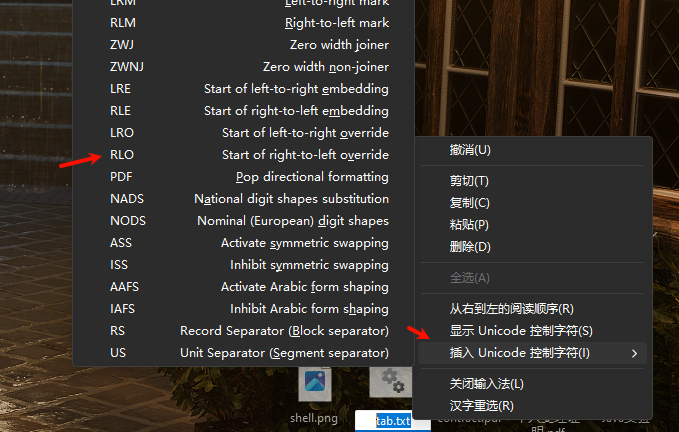 LRM Left-to-right mark
RLM Right-to-left mark
ZWJ Zero width joiner
ZWNJ Zero width non-joiner
LRE Start of left-to-right embedding
RLE Start of right-to-left embedding
LRO Start of left-to-right override
RLO Start of right-to-left override
PDF Pop directional formatting
NADS National digit shapes substitution
NODS Nominal (European) digit shapes
ASS Activate symmetric swapping
ISS Inhibit symmetric swapping
AAFS Activate Arabic form shaping
IAFS Inhibit Arabic form shaping
RS Record Separator (Block separator)
US Unit Separator (Segment separator)
撤消(U)
剪切(T)
复制(C)
粘贴(P)
删除(D)
全选(A)
从右到左的阅读顺序(R)
显示 Unicode 控制字符(S)
插入 Unicode 控制字符(I)
关闭输入法(L)
汉字重选(R)
shell.png
tab.txt